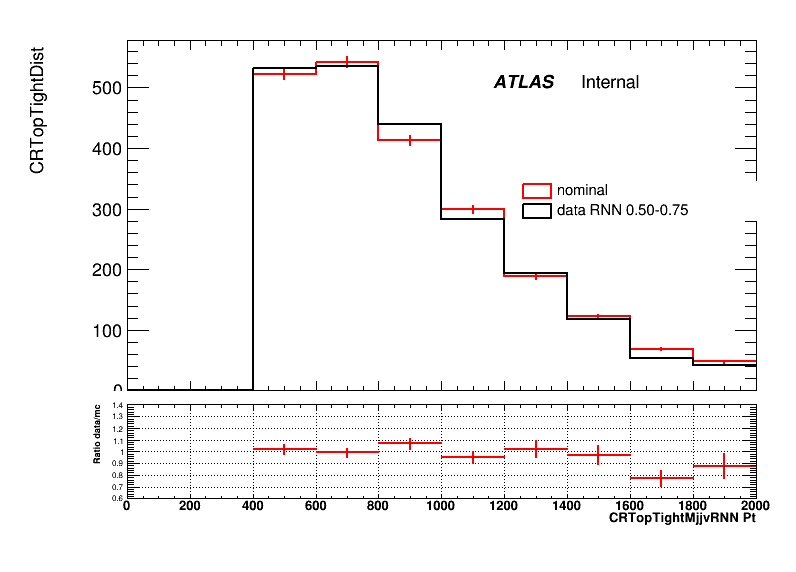 CRTopTightDist
500
400
300
200
100
0
ATLAS Internal
nominal
data RNN 0.50-0.75
Ratio data/mc
1.4
1.3
1.2
1.1
1
0.9
0.8
0.7
0.6
0 200 400 600 800 1000 1200 1400 1600 1800 2000
CRTopTightMjjvRNN Pt